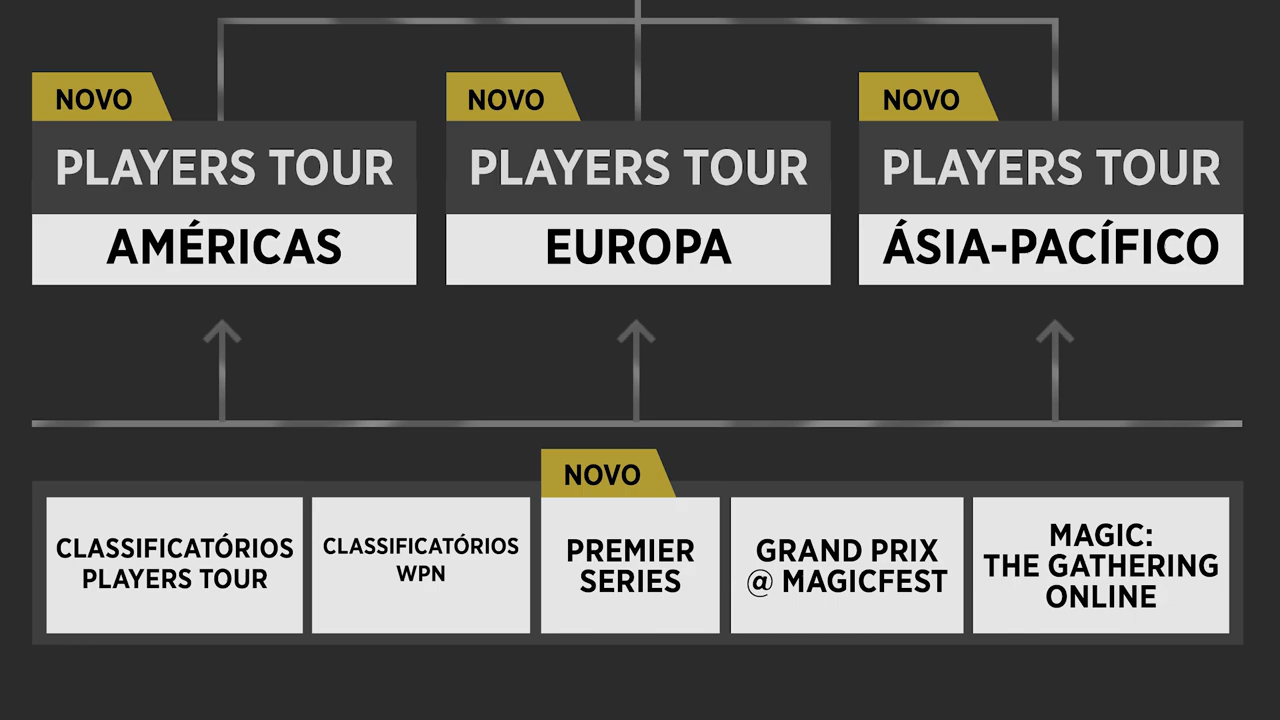 NOVO
NOVO
NOVO
PLAYERS TOUR
PLAYERS TOUR
PLAYERS TOUR
AMÉRICAS
EUROPA
ÁSIA-PACÍFICO
NOVO
CLASSIFICATÓRIOS
PLAYERS TOUR
CLASSIFICATÓRIOS
WPN
PREMIER
SERIES
GRAND PRIX
@ MAGICFEST
MAGIC:
THE GATHERING
ONLINE